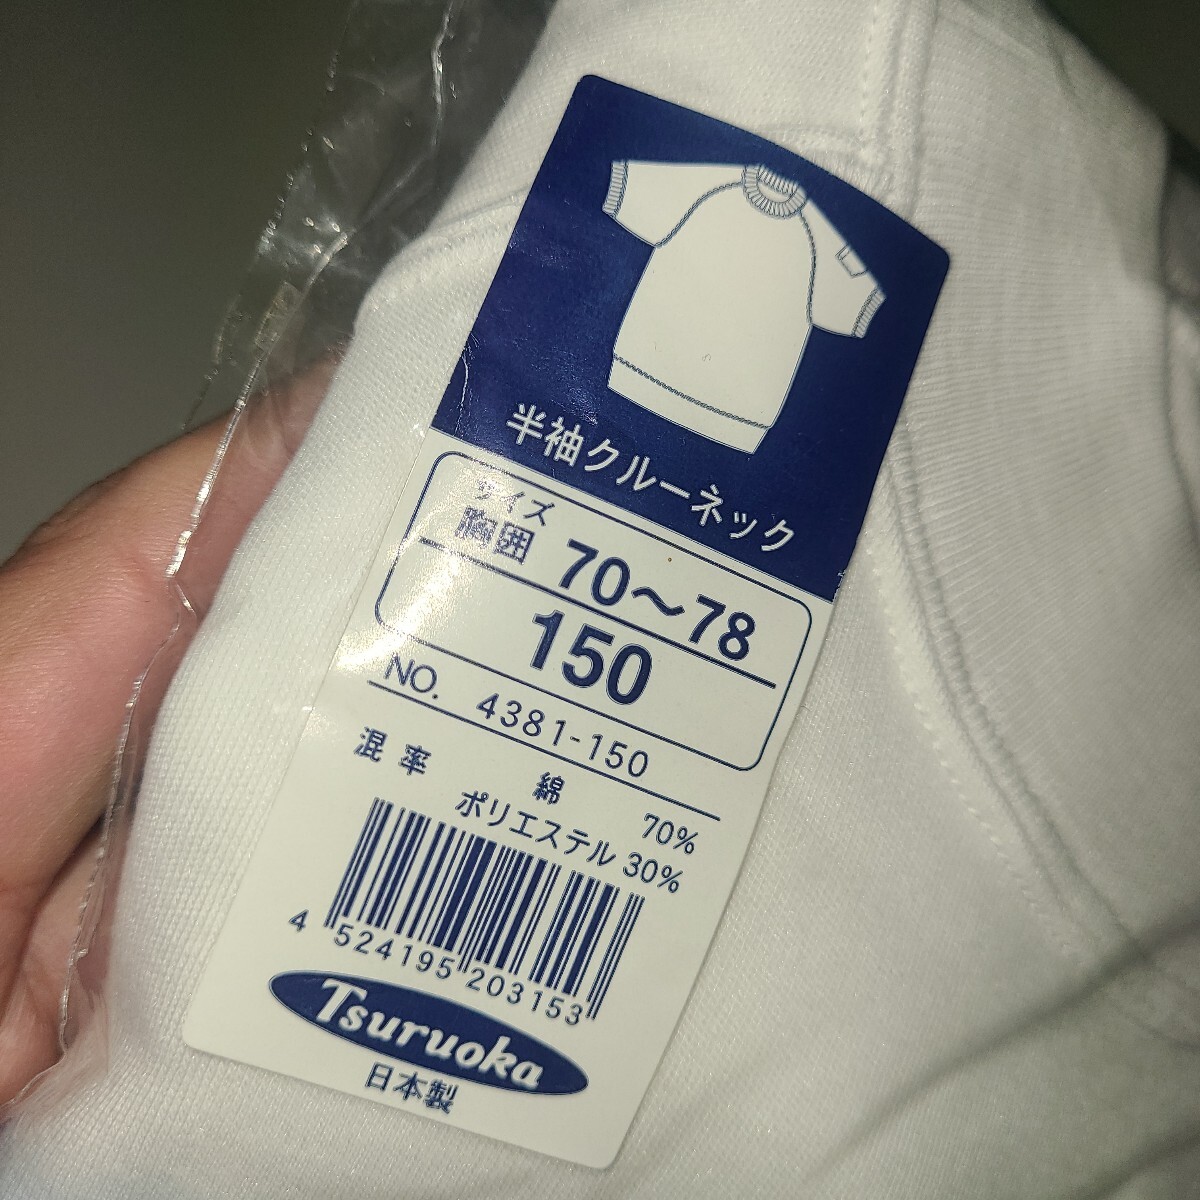 半袖クルーネック
サイズ
胸囲 70〜78
150
NO. 4381-150
混率 綿 70%
ポリエステル 30%
4 524195 203153
Tsuruoka
日本製